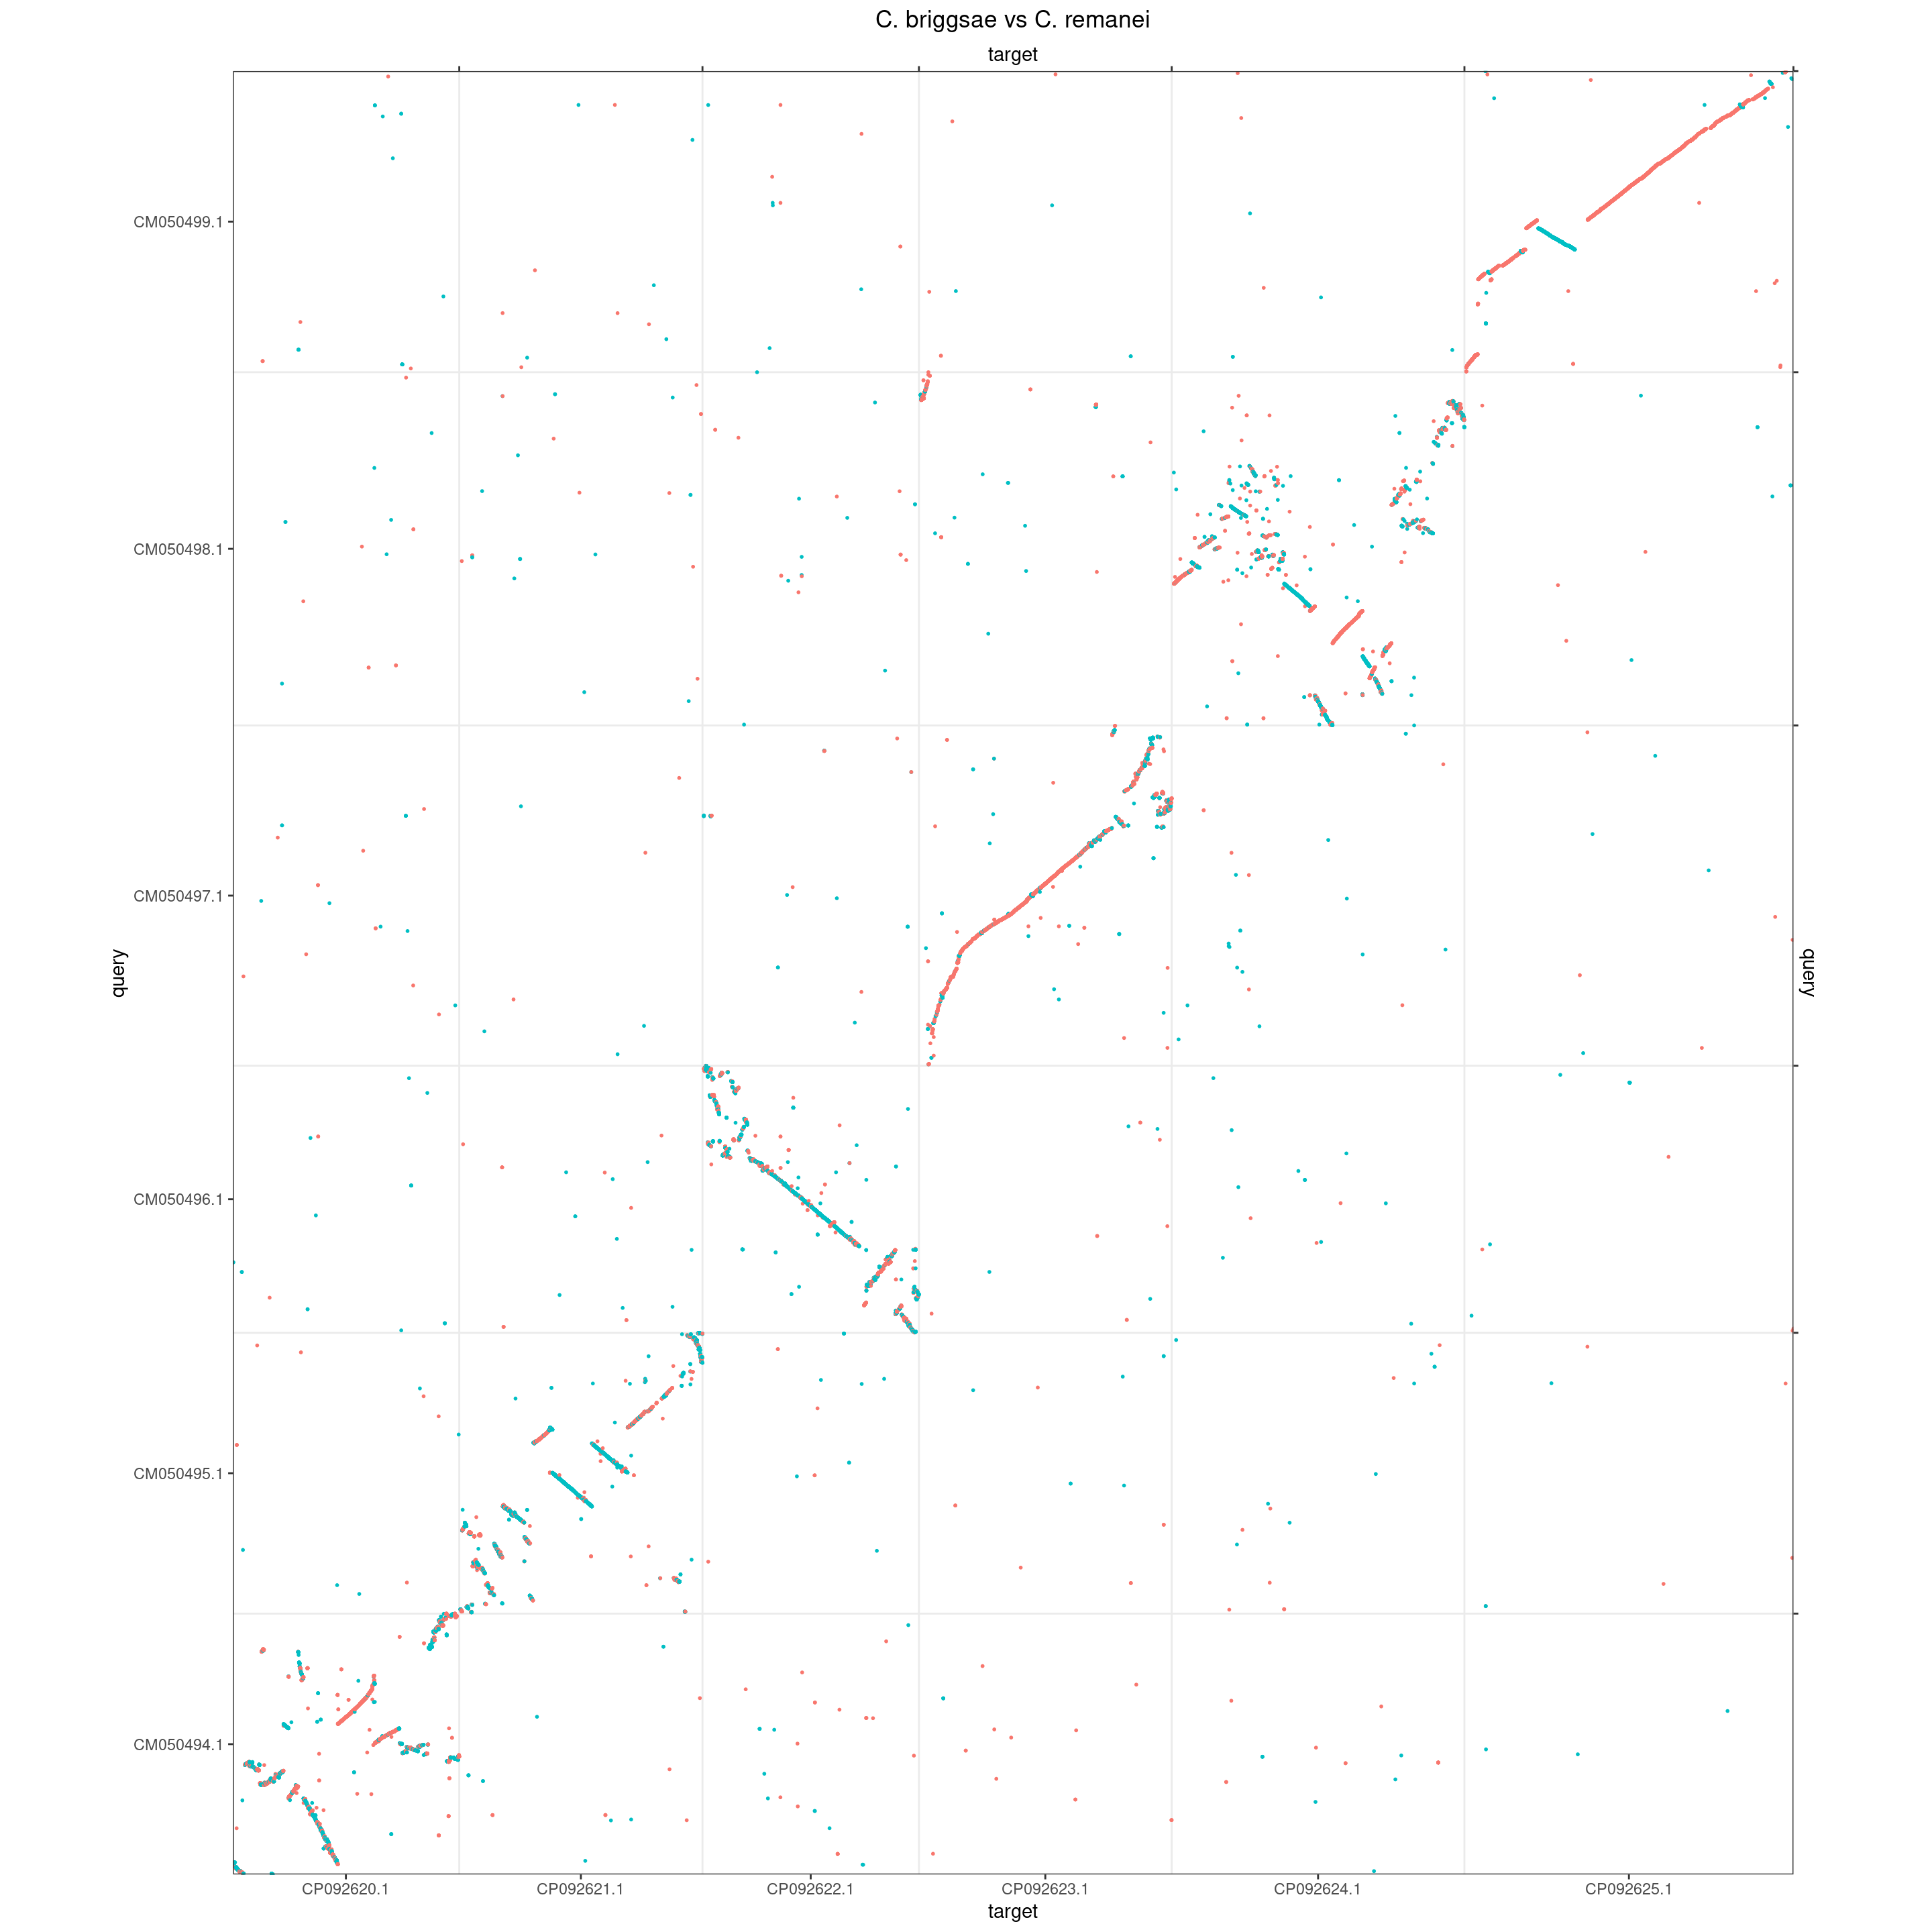 C. briggsae vs C. remanei
target
CM050499.1
CM050498.1
CM050497.1
query
query
CM050496.1
CM050495.1
CM050494.1
CP092620.1
CP092621.1
CP092622.1
CP092623.1
CP092624.1
CP092625.1
target